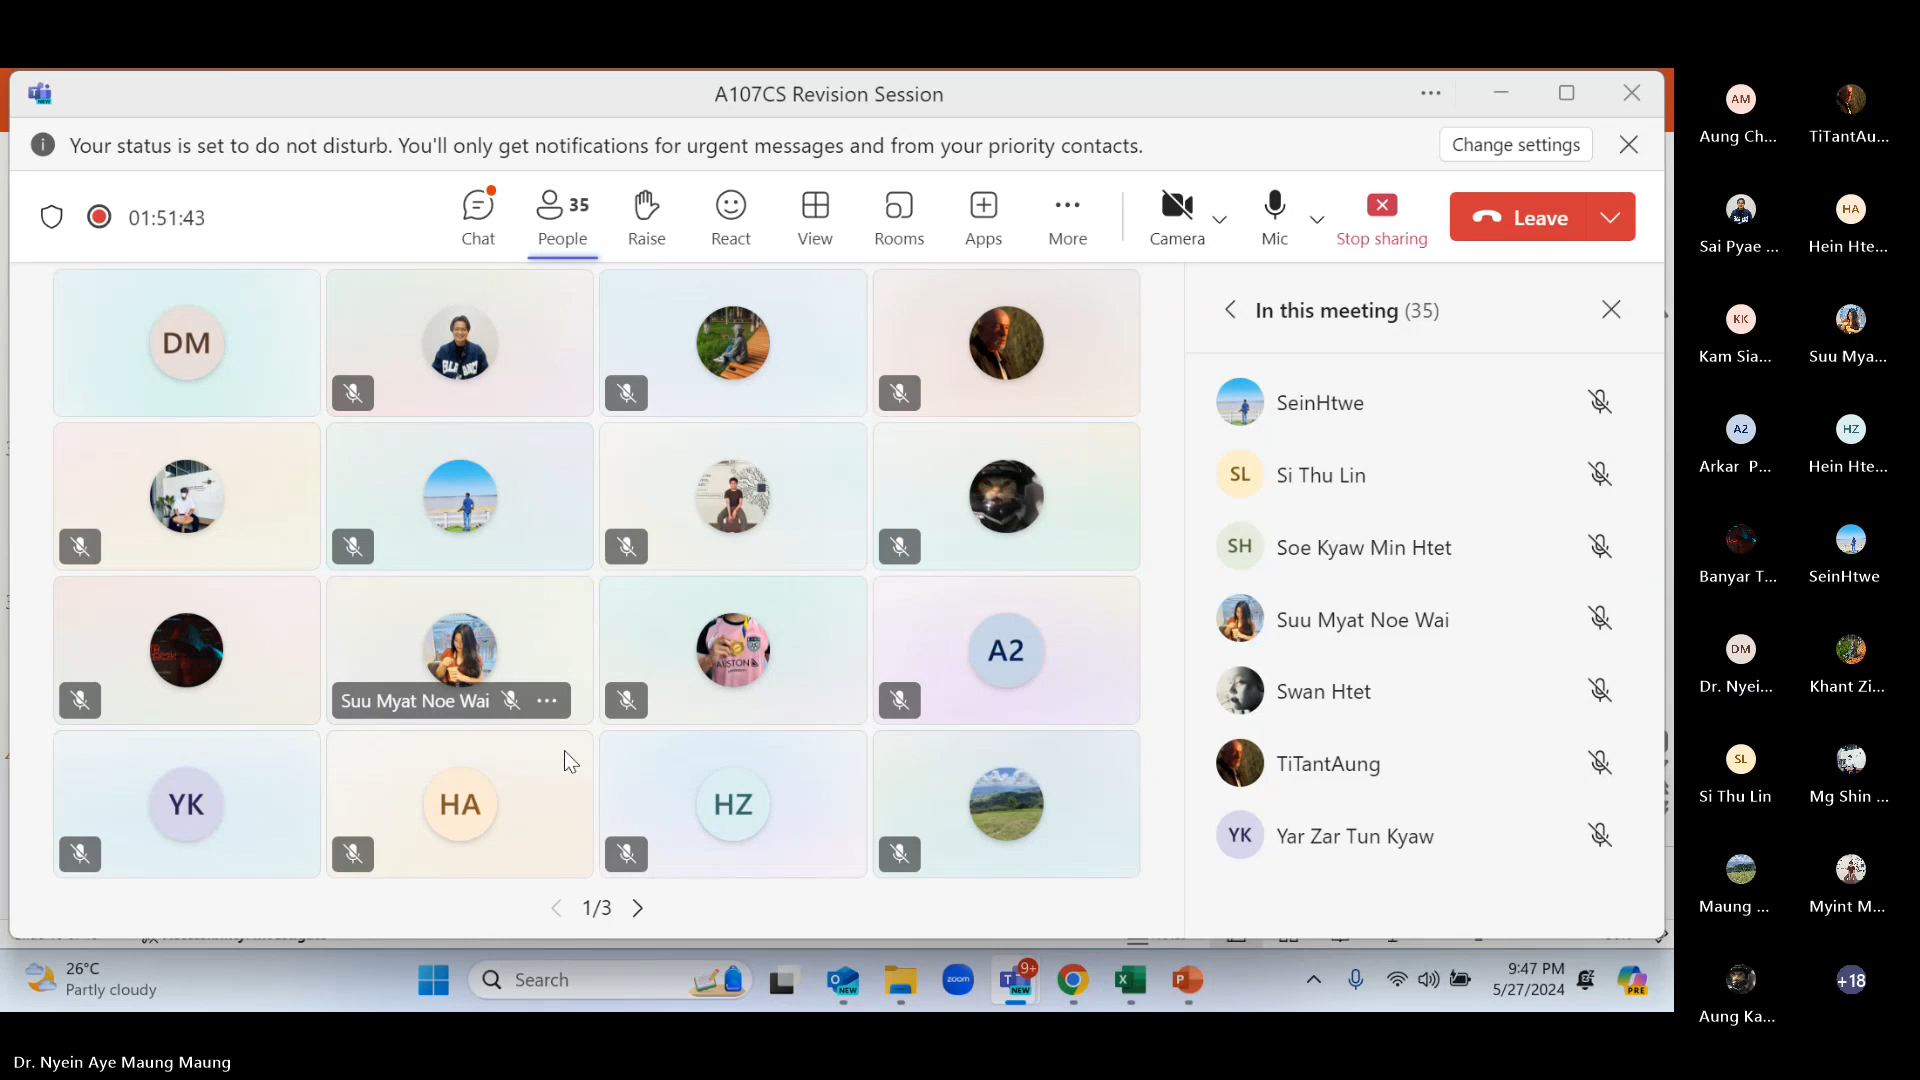 A107CS Revision Session
Your status is set to do not disturb. You'll only get notifications for urgent messages and from your priority contacts.
Change settings
01:51:43
Chat
People
35
Raise
React
View
Rooms
Apps
More
Camera
Mic
Stop sharing
Leave
DM
Suu Myat Noe Wai
A2
YK
HA
HZ
1/3
In this meeting (35)
SeinHtwe
SL
Si Thu Lin
SH
Soe Kyaw Min Htet
Suu Myat Noe Wai
Swan Htet
TiTantAung
YK
Yar Zar Tun Kyaw
26°C
Partly cloudy
Search
zoom
9+
9:47 PM
5/27/2024
AM
Aung Ch...
TiTantAu...
Sai Pyae ...
HA
Hein Hte...
KK
Kam Sia...
Suu Mya...
A2
Arkar P...
HZ
Hein Hte...
Banyar T...
SeinHtwe
DM
Dr. Nyei...
Khant Zi...
SL
Si Thu Lin
Mg Shin ...
Maung ...
Myint M...
Aung Ka...
+18
Dr. Nyein Aye Maung Maung